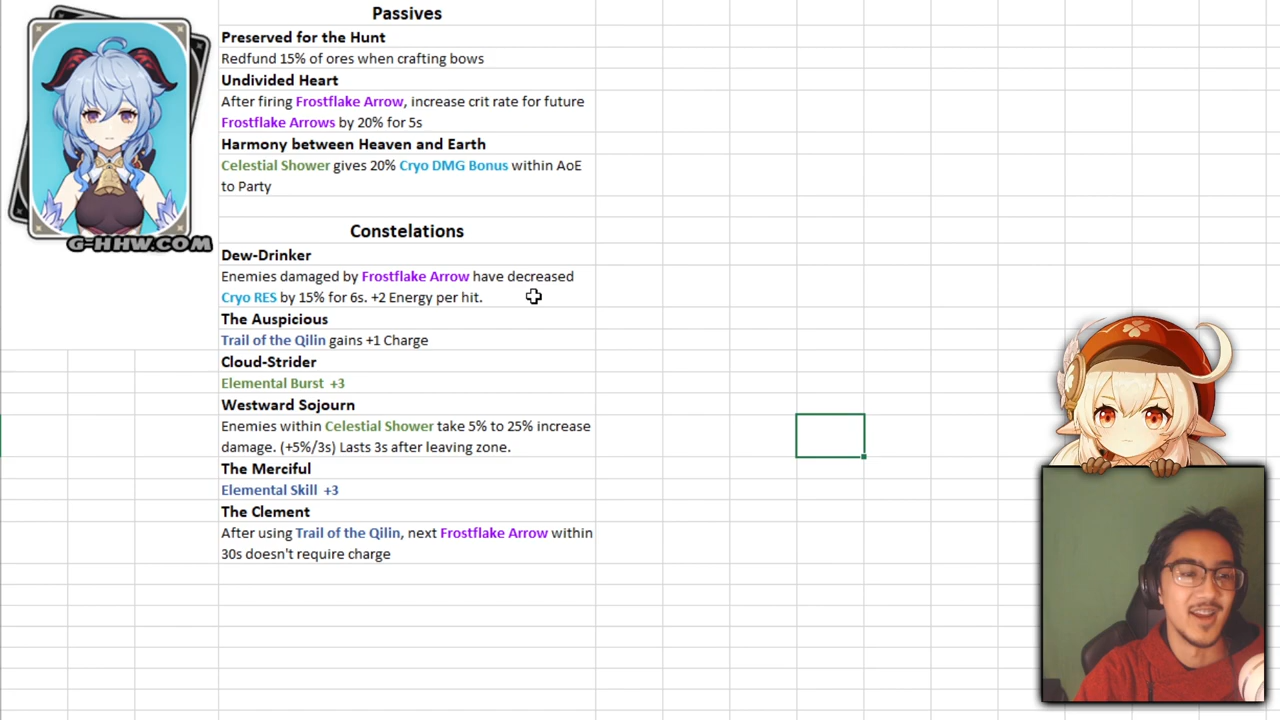 Passives
Preserved for the Hunt
Redfund 15% of ores when crafting bows
Undivided Heart
After firing Frostflake Arrow, increase crit rate for future
Frostflake Arrows by 20% for 5s
Harmony between Heaven and Earth
Celestial Shower gives 20% Cryo DMG Bonus within AoE
to Party
G-HHW.COM
Constelations
Dew-Drinker
Enemies damaged by Frostflake Arrow have decreased
Cryo RES by 15% for 6s. +2 Energy per hit.
The Auspicious
Trail of the Qilin gains +1 Charge
Cloud-Strider
Elemental Burst +3
Westward Sojourn
Enemies within Celestial Shower take 5% to 25% increase
damage. (+5%/3s) Lasts 3s after leaving zone.
The Merciful
Elemental Skill +3
The Clement
After using Trail of the Qilin, next Frostflake Arrow within
30s doesn't require charge